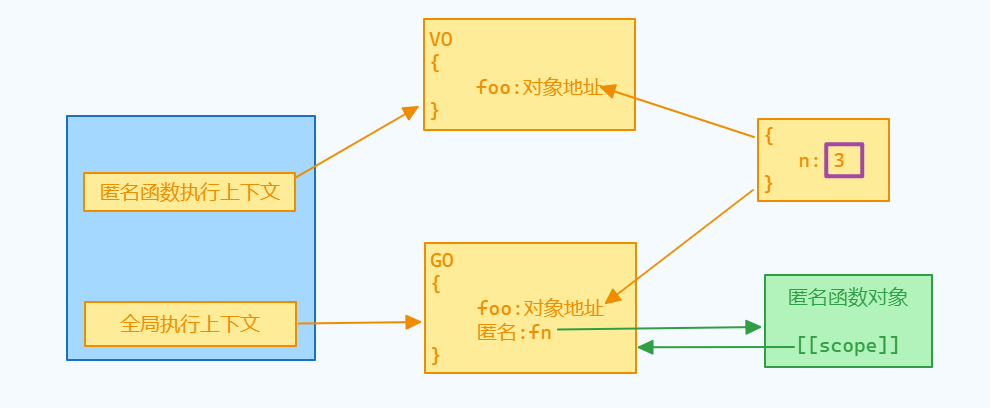 VO
{
foo:对象地址
}
{
n: 3
}
匿名函数执行上下文
GO
{
foo:对象地址
匿名:fn
}
全局执行上下文
匿名函数对象
[[scope]]